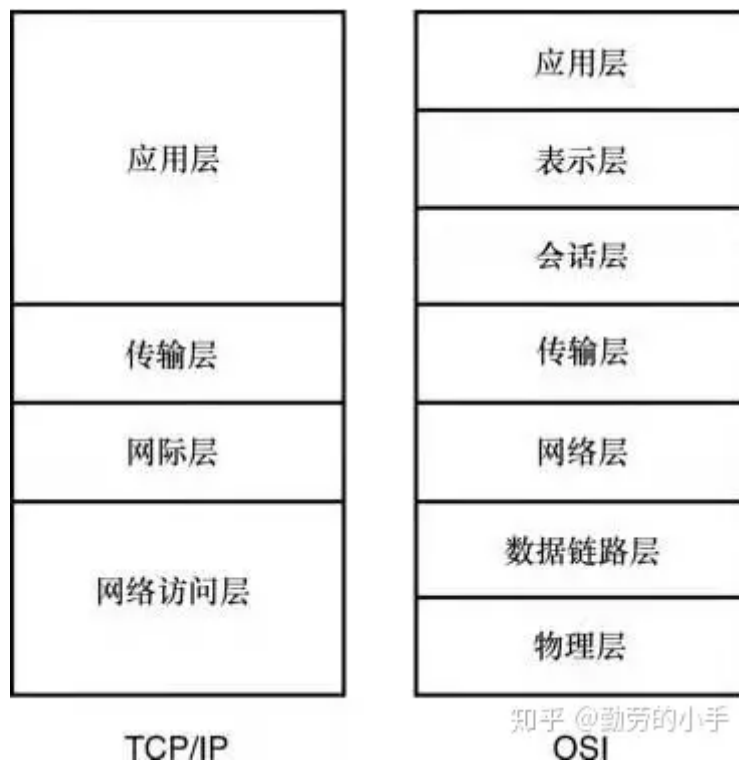 应用层
传输层
网际层
网络访问层
TCP/IP
应用层
表示层
会话层
传输层
网络层
数据链路层
物理层
OSI
知乎 @勤劳的小手